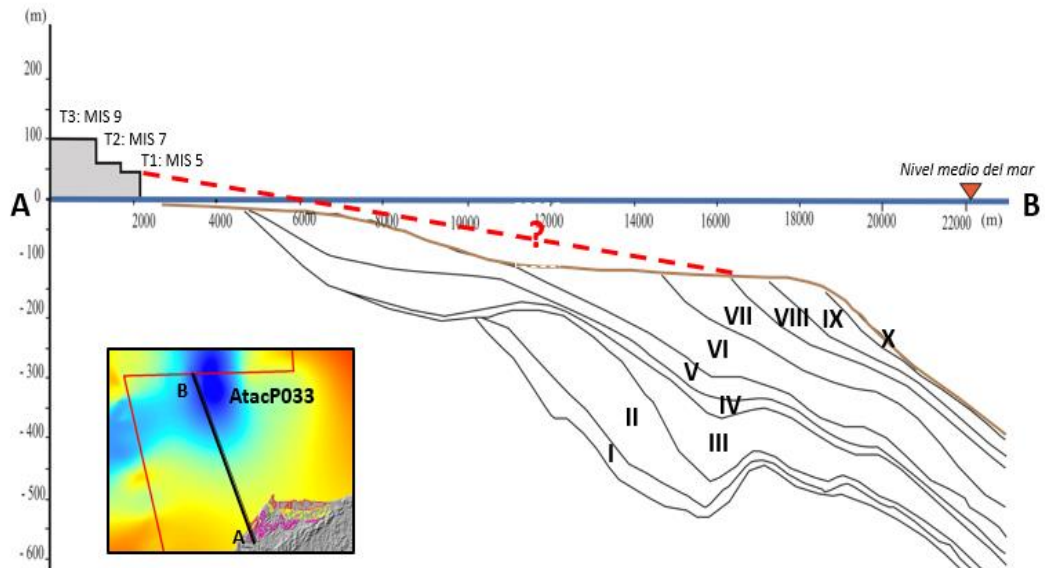 (m)
200
T3: MIS 9
T2: MIS 7
100
T1: MIS 5
Nivel medio del mar
A
0
B
2000 4000 6000 8000 10000 12000 14000 16000 18000 20000 22000 (m)
?
- 100
- 200
VII
VIII
IX
X
VI
- 300
V
B
AtacP033
IV
II
- 400
III
I
- 500
A
- 600